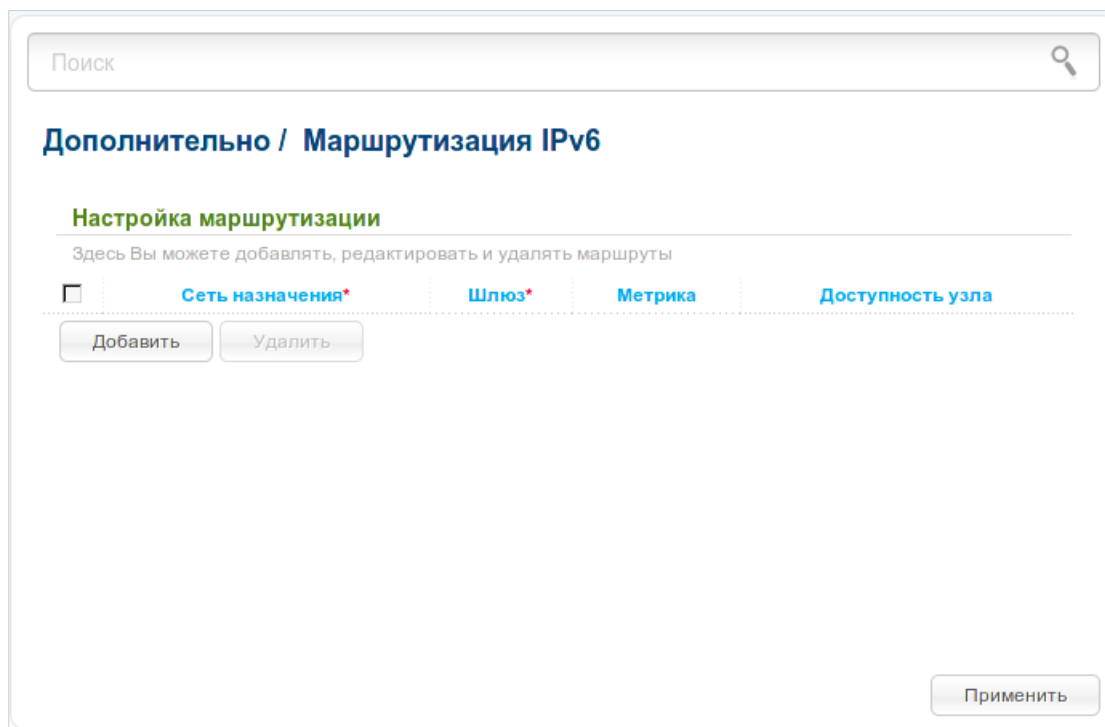 Поиск
Дополнительно / Маршрутизация IPv6
Настройка маршрутизации
Здесь Вы можете добавлять, редактировать и удалять маршруты
Сеть назначения* Шлюз* Метрика Доступность узла
Добавить Удалить
Применить